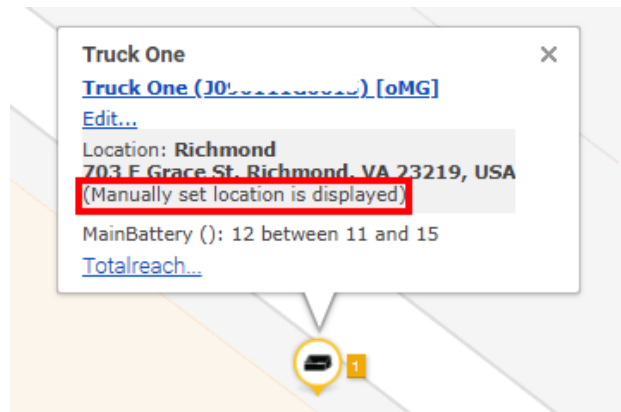 Truck One
Truck One [oMG]
Edit...
Location: Richmond
703 E Grace St, Richmond, VA 23219, USA
(Manually set location is displayed)
MainBattery (): 12 between 11 and 15
Totalreach...
1